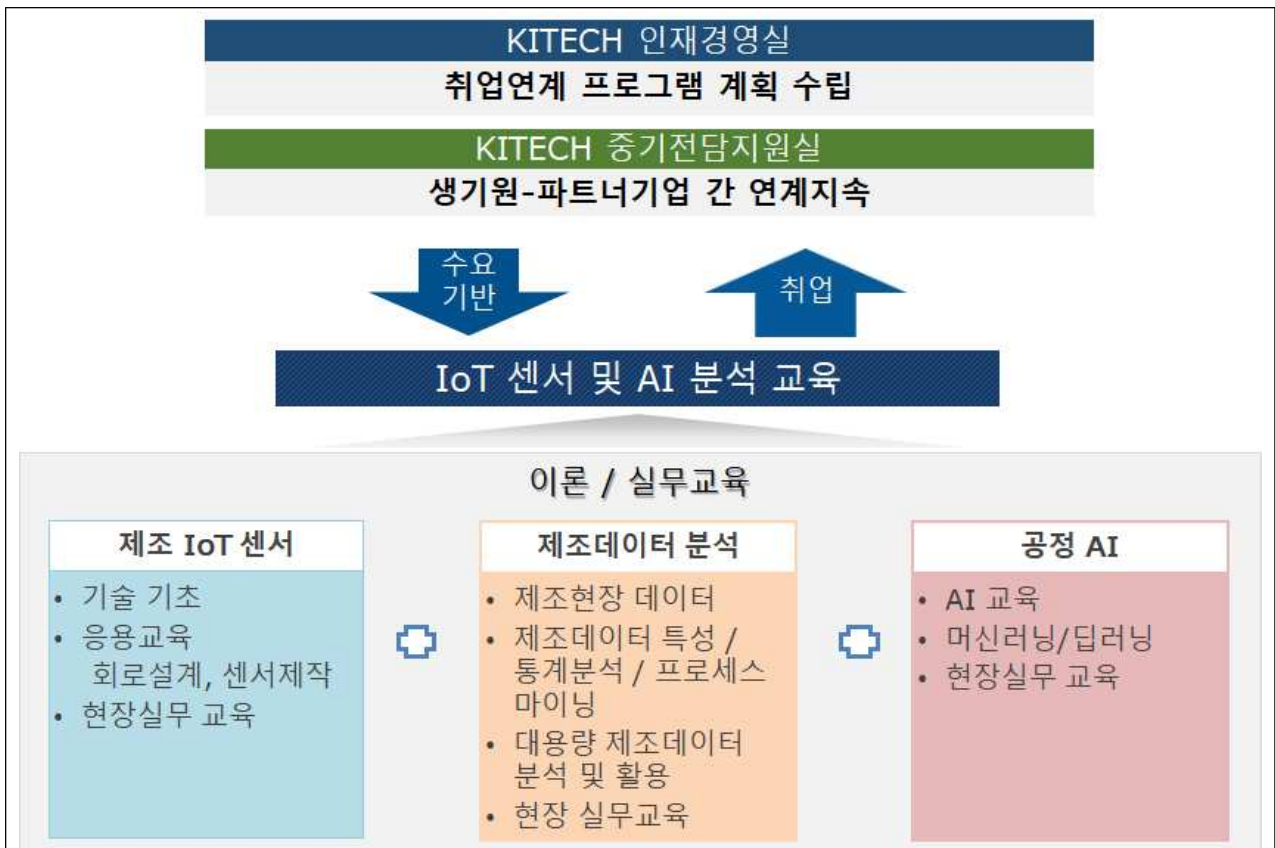 KITECH 인재경영실
취업연계 프로그램 계획 수립
KITECH 중기전담지원실
생기원-파트너기업 간 연계지속
수요
기반
취업
IoT 센서 및 AI 분석 교육
이론 / 실무교육
제조 IoT 센서
• 기술 기초
• 응용교육
회로설계, 센서제작
• 현장실무 교육
제조데이터 분석
• 제조현장 데이터
• 제조데이터 특성 /
통계분석 / 프로세스
마이닝
• 대용량 제조데이터
분석 및 활용
• 현장 실무교육
공정 AI
• AI 교육
• 머신러닝/딥러닝
• 현장실무 교육